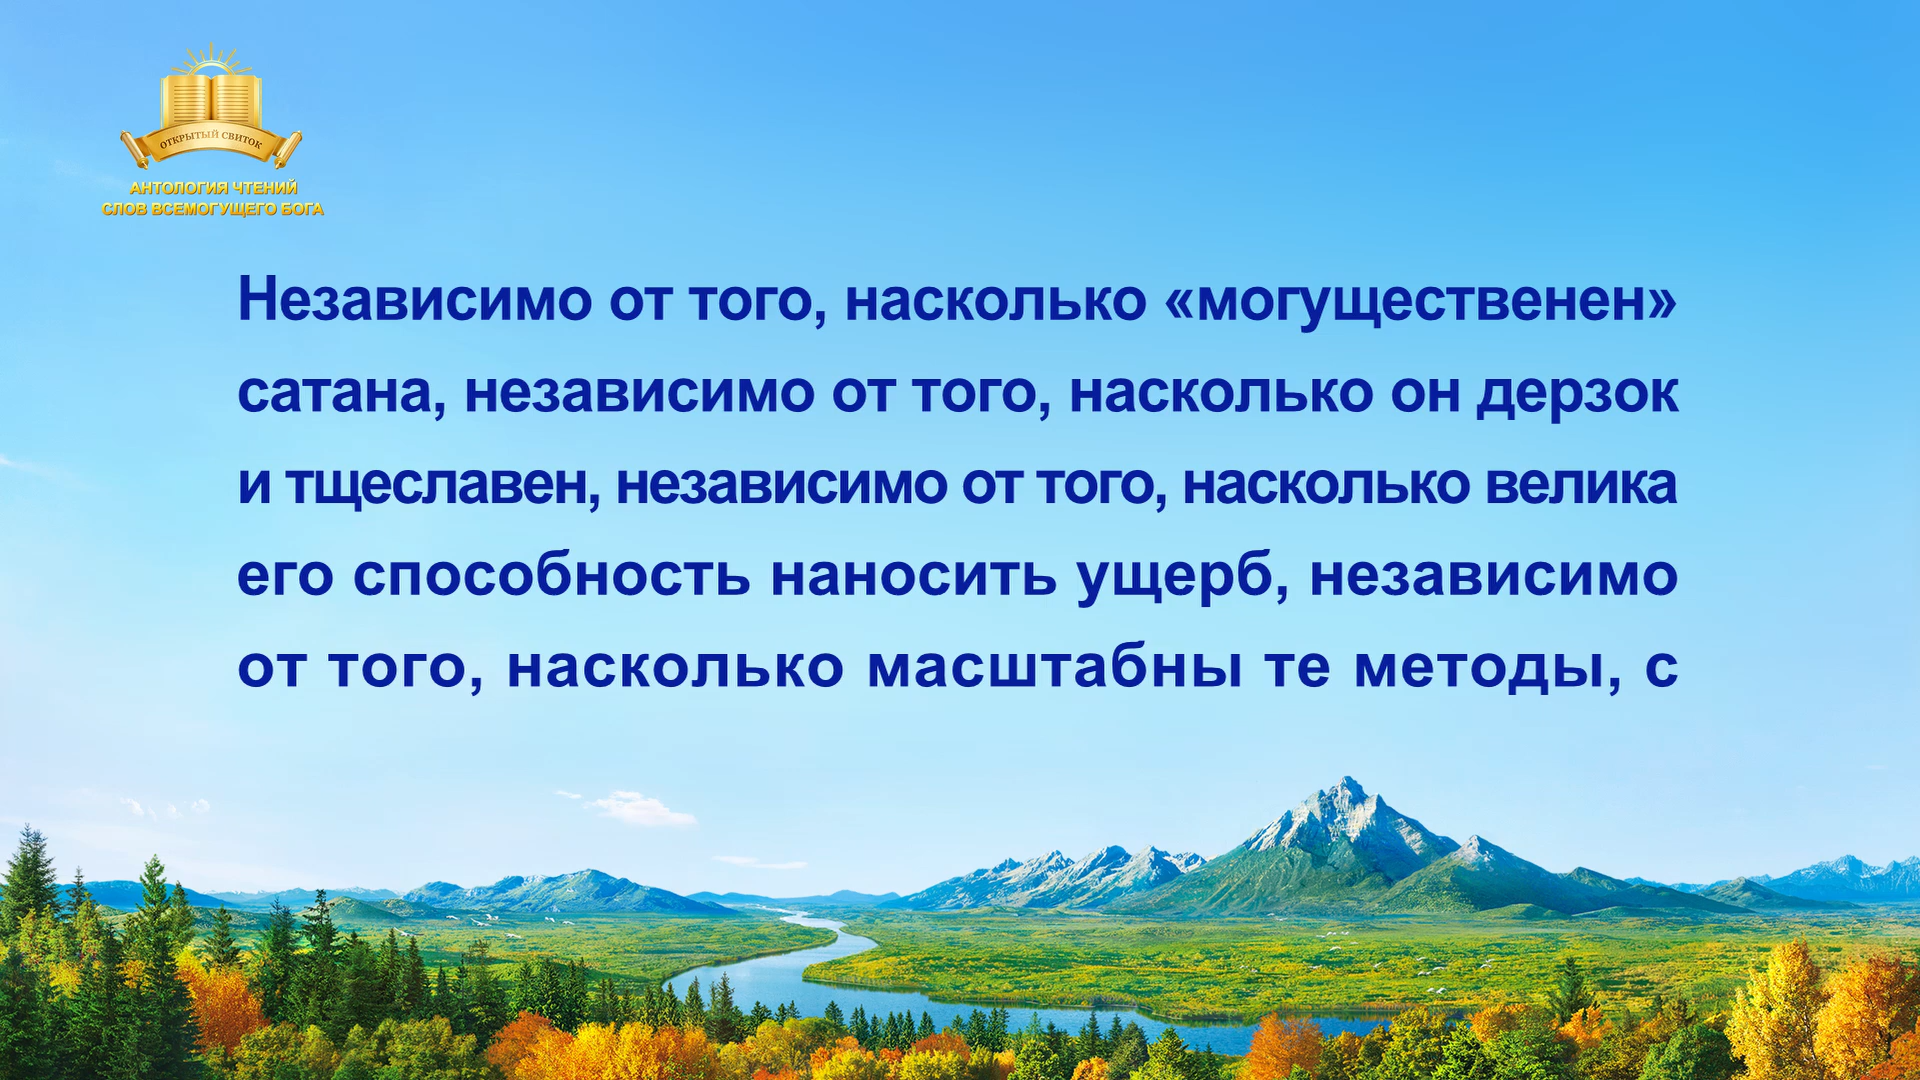 ОТКРЫТЫЙ СВИТОК
АНТОЛОГИЯ ЧТЕНИЙ
СЛОВ ВСЕМОГУЩЕГО БОГА
Независимо от того, насколько «могущественен»
сатана, независимо от того, насколько он дерзок
и тщеславен, независимо от того, насколько велика
его способность наносить ущерб, независимо
от того, насколько масштабны те методы, с